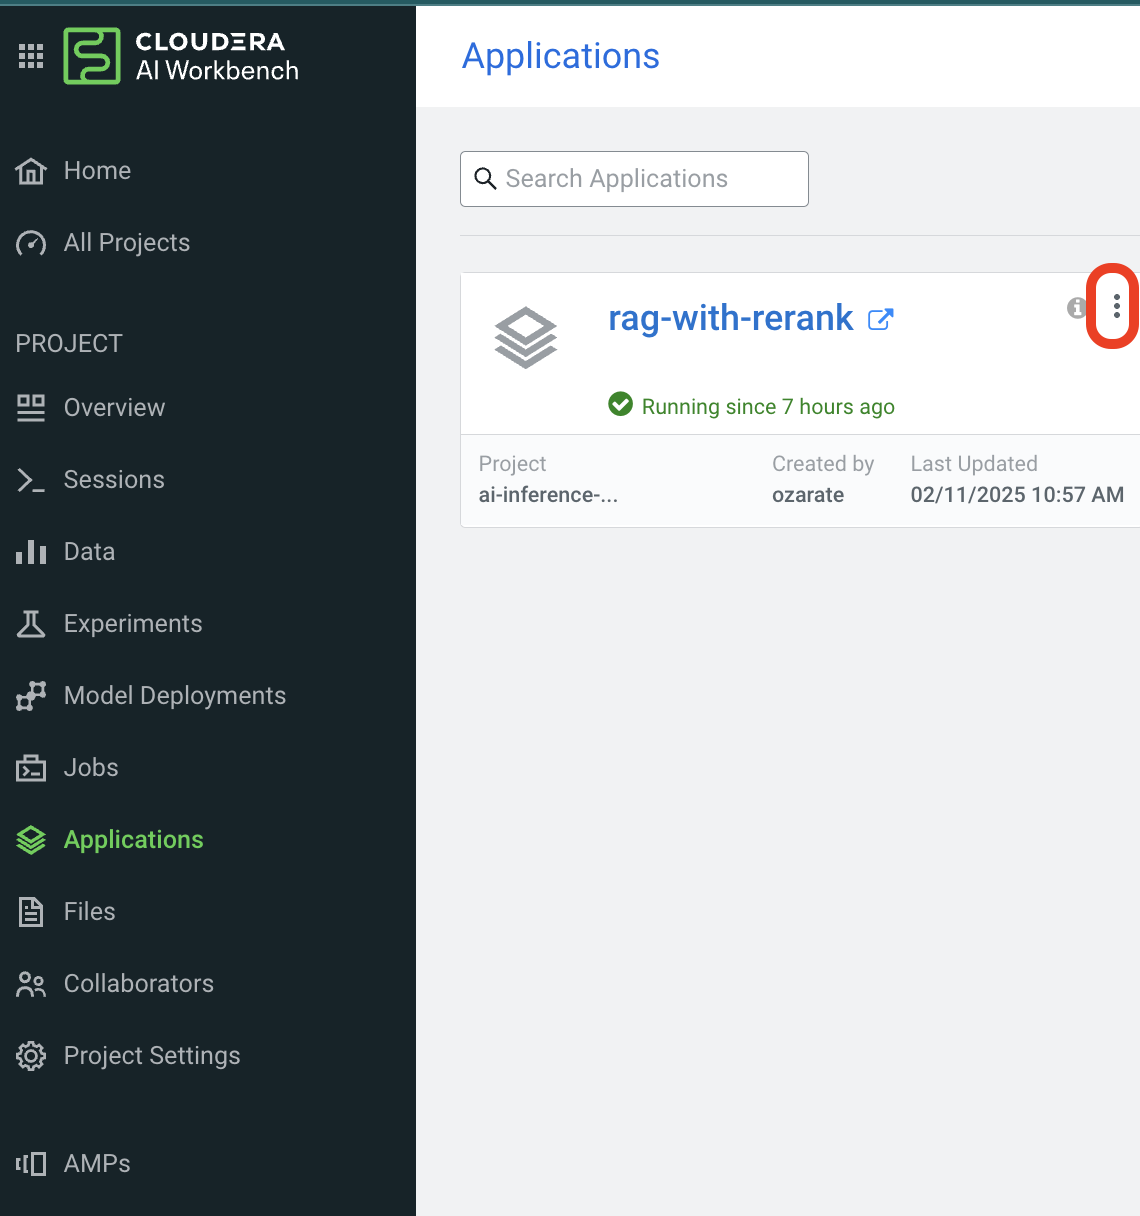 CLOUDERA
AI Workbench
Home
All Projects
PROJECT
Overview
Sessions
Data
Experiments
Model Deployments
Jobs
Applications
Files
Collaborators
Project Settings
AMPs
Applications
Search Applications
rag-with-rerank
Running since 7 hours ago
Project Created by Last Updated
ai-inference-... ozarate 02/11/2025 10:57 AM